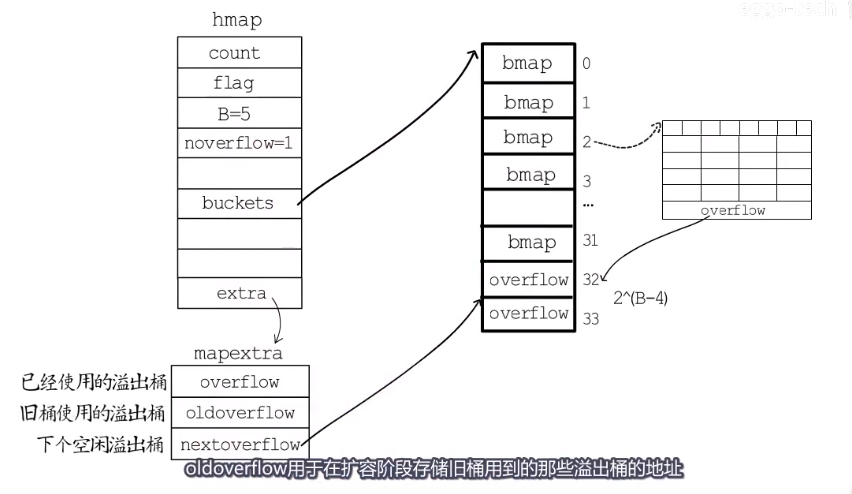 eggo-tech
hmap
count
flag
B=5
noverflow=1
buckets
extra
mapextra
已经使用的溢出桶
overflow
旧桶使用的溢出桶
oldoverflow
下个空闲溢出桶
nextoverflow
bmap 0
bmap 1
bmap 2
bmap 3
...
bmap 31
overflow 32
overflow 33
2^(B-4)
overflow
oldoverflow用于在扩容阶段存储旧桶用到的那些溢出桶的地址